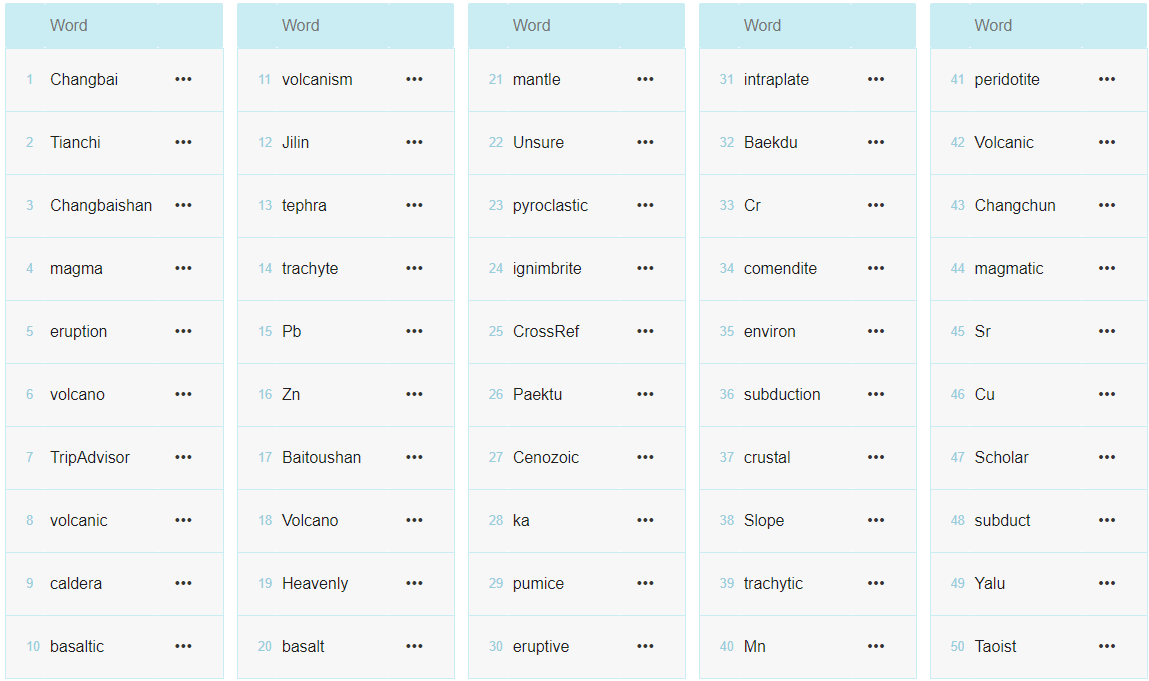 Word
1 Changbai •••
2 Tianchi •••
3 Changbaishan •••
4 magma •••
5 eruption •••
6 volcano •••
7 TripAdvisor •••
8 volcanic •••
9 caldera •••
10 basaltic •••
Word
11 volcanism •••
12 Jilin •••
13 tephra •••
14 trachyte •••
15 Pb •••
16 Zn •••
17 Baitoushan •••
18 Volcano •••
19 Heavenly •••
20 basalt •••
Word
21 mantle •••
22 Unsure •••
23 pyroclastic •••
24 ignimbrite •••
25 CrossRef •••
26 Paektu •••
27 Cenozoic •••
28 ka •••
29 pumice •••
30 eruptive •••
Word
31 intraplate •••
32 Baekdu •••
33 Cr •••
34 comendite •••
35 environ •••
36 subduction •••
37 crustal •••
38 Slope •••
39 trachytic •••
40 Mn •••
Word
41 peridotite •••
42 Volcanic •••
43 Changchun •••
44 magmatic •••
45 Sr •••
46 Cu •••
47 Scholar •••
48 subduct •••
49 Yalu •••
50 Taoist •••